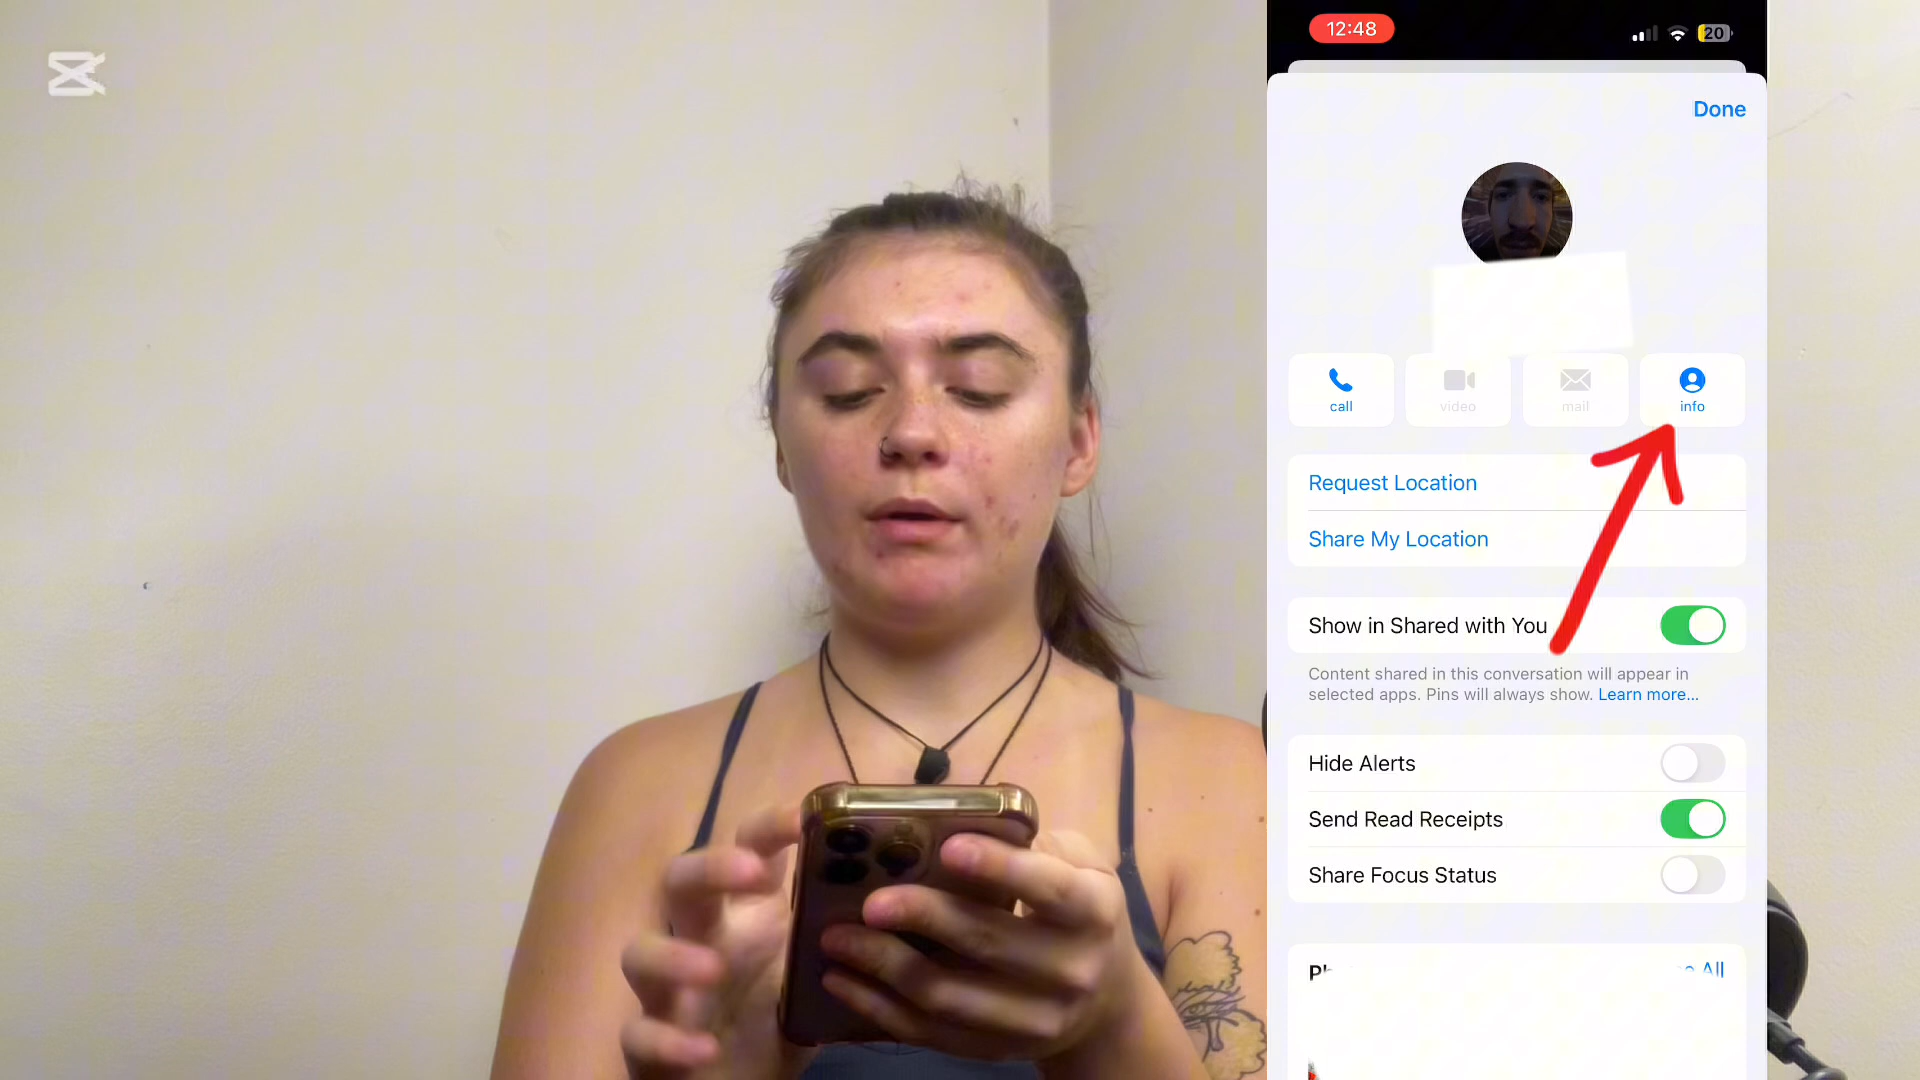 12:48
20
Done
call
video
mail
info
Request Location
Share My Location
Show in Shared with You
Content shared in this conversation will appear in
selected apps. Pins will always show. Learn more...
Hide Alerts
Send Read Receipts
Share Focus Status
All